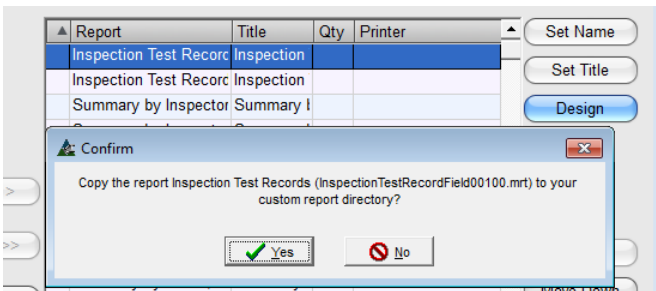 Report Title Qty Printer
Set Name
Inspection Test Record Inspection
Inspection Test Record Inspection
Set Title
Summary by Inspector Summary
Design
Confirm
Copy the report Inspection Test Records (InspectionTestRecordField00100.mrt) to your
custom report directory?
>
>>
Yes No